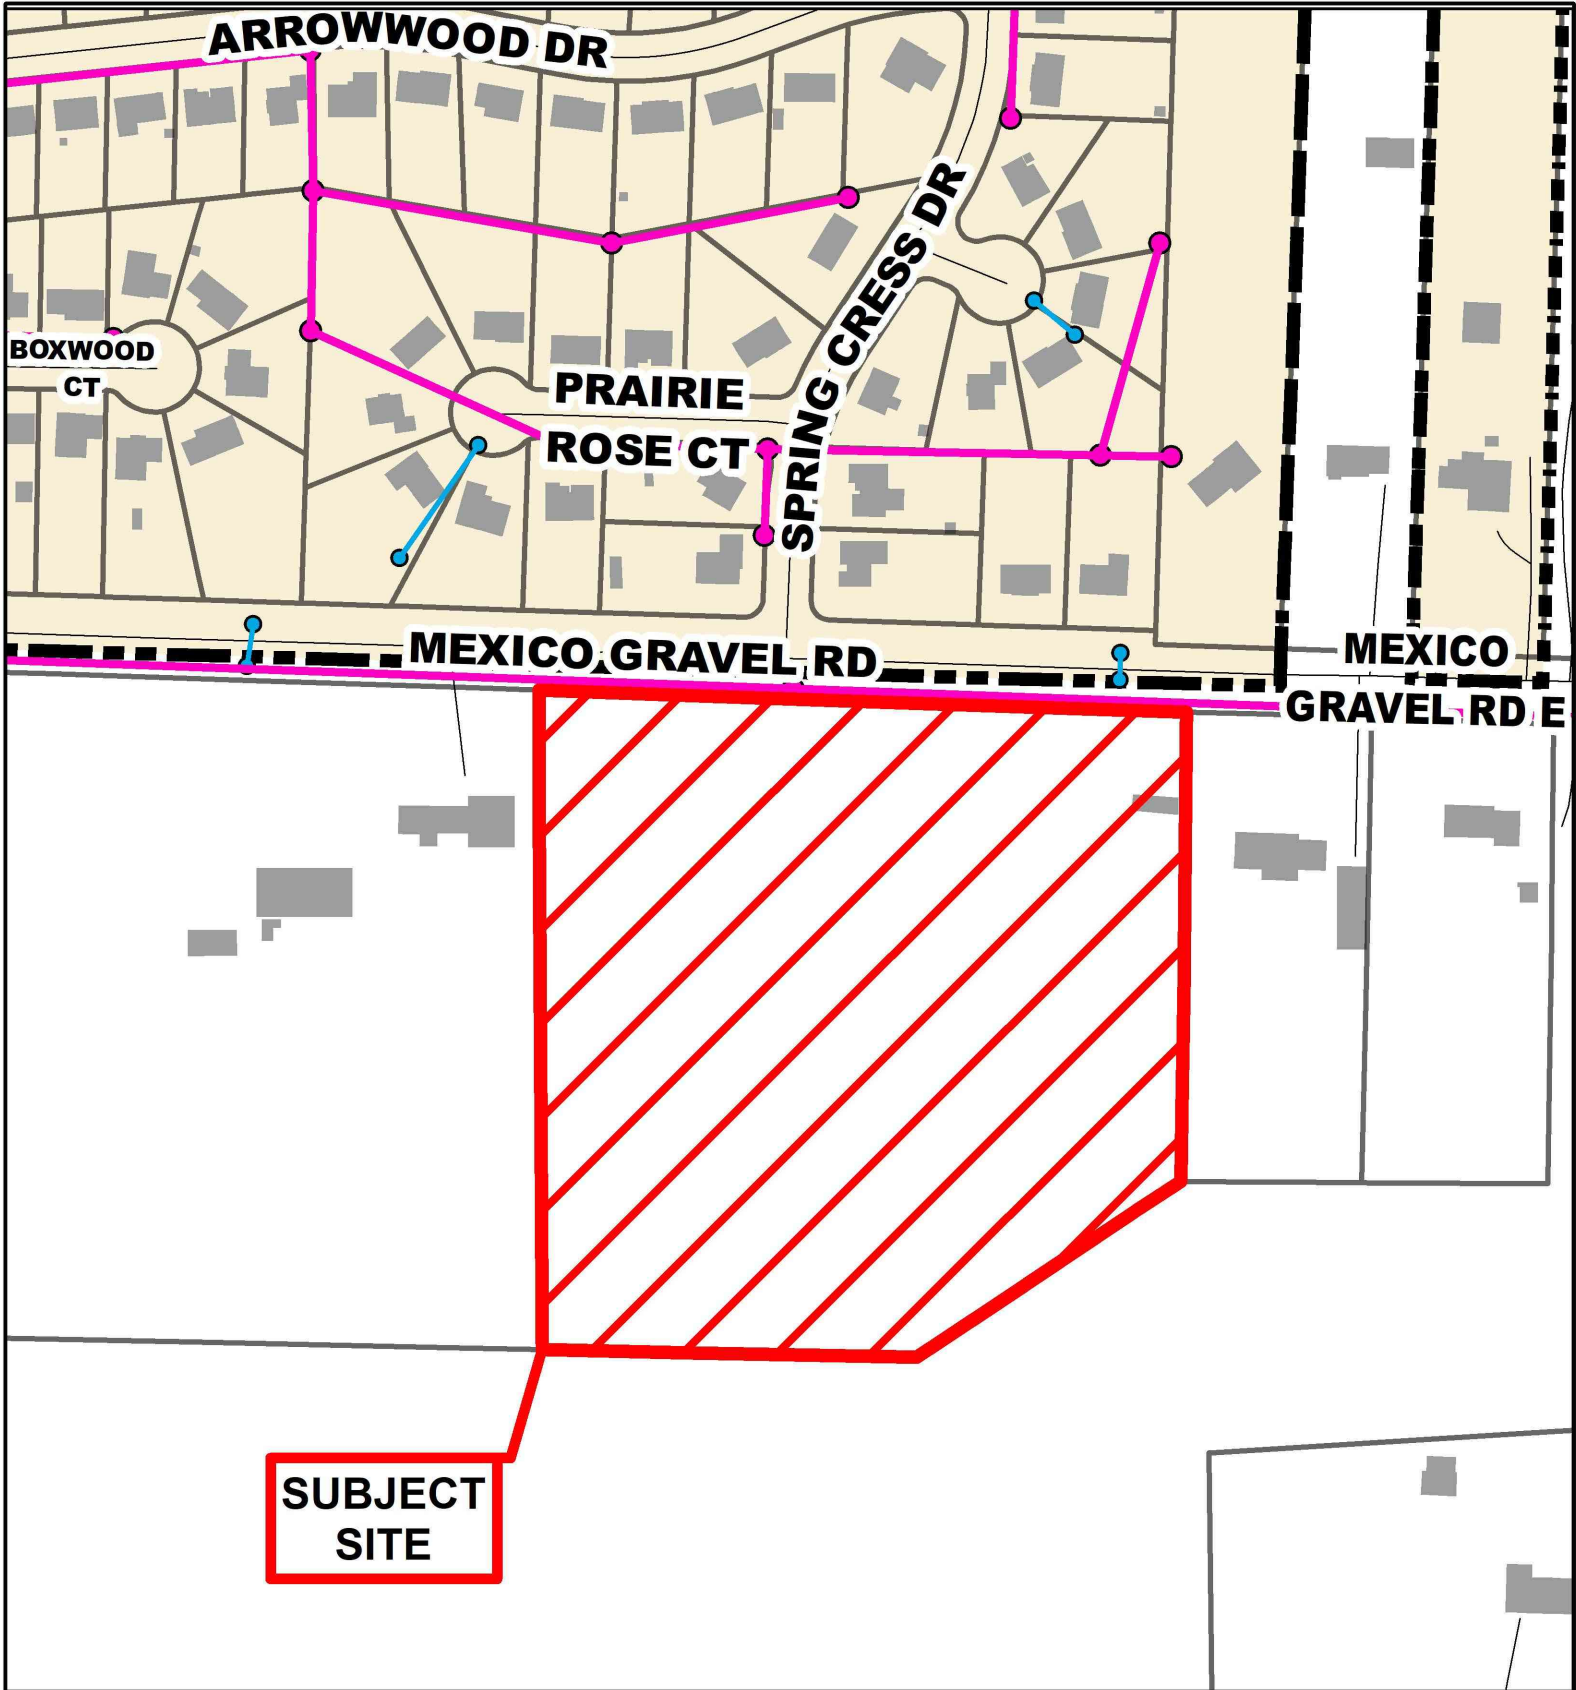 ARROWWOOD DR
SPRING CRESS DR
BOXWOOD
CT
PRAIRIE
ROSE CT
MEXICO GRAVEL RD
MEXICO
GRAVEL RD E
SUBJECT
SITE